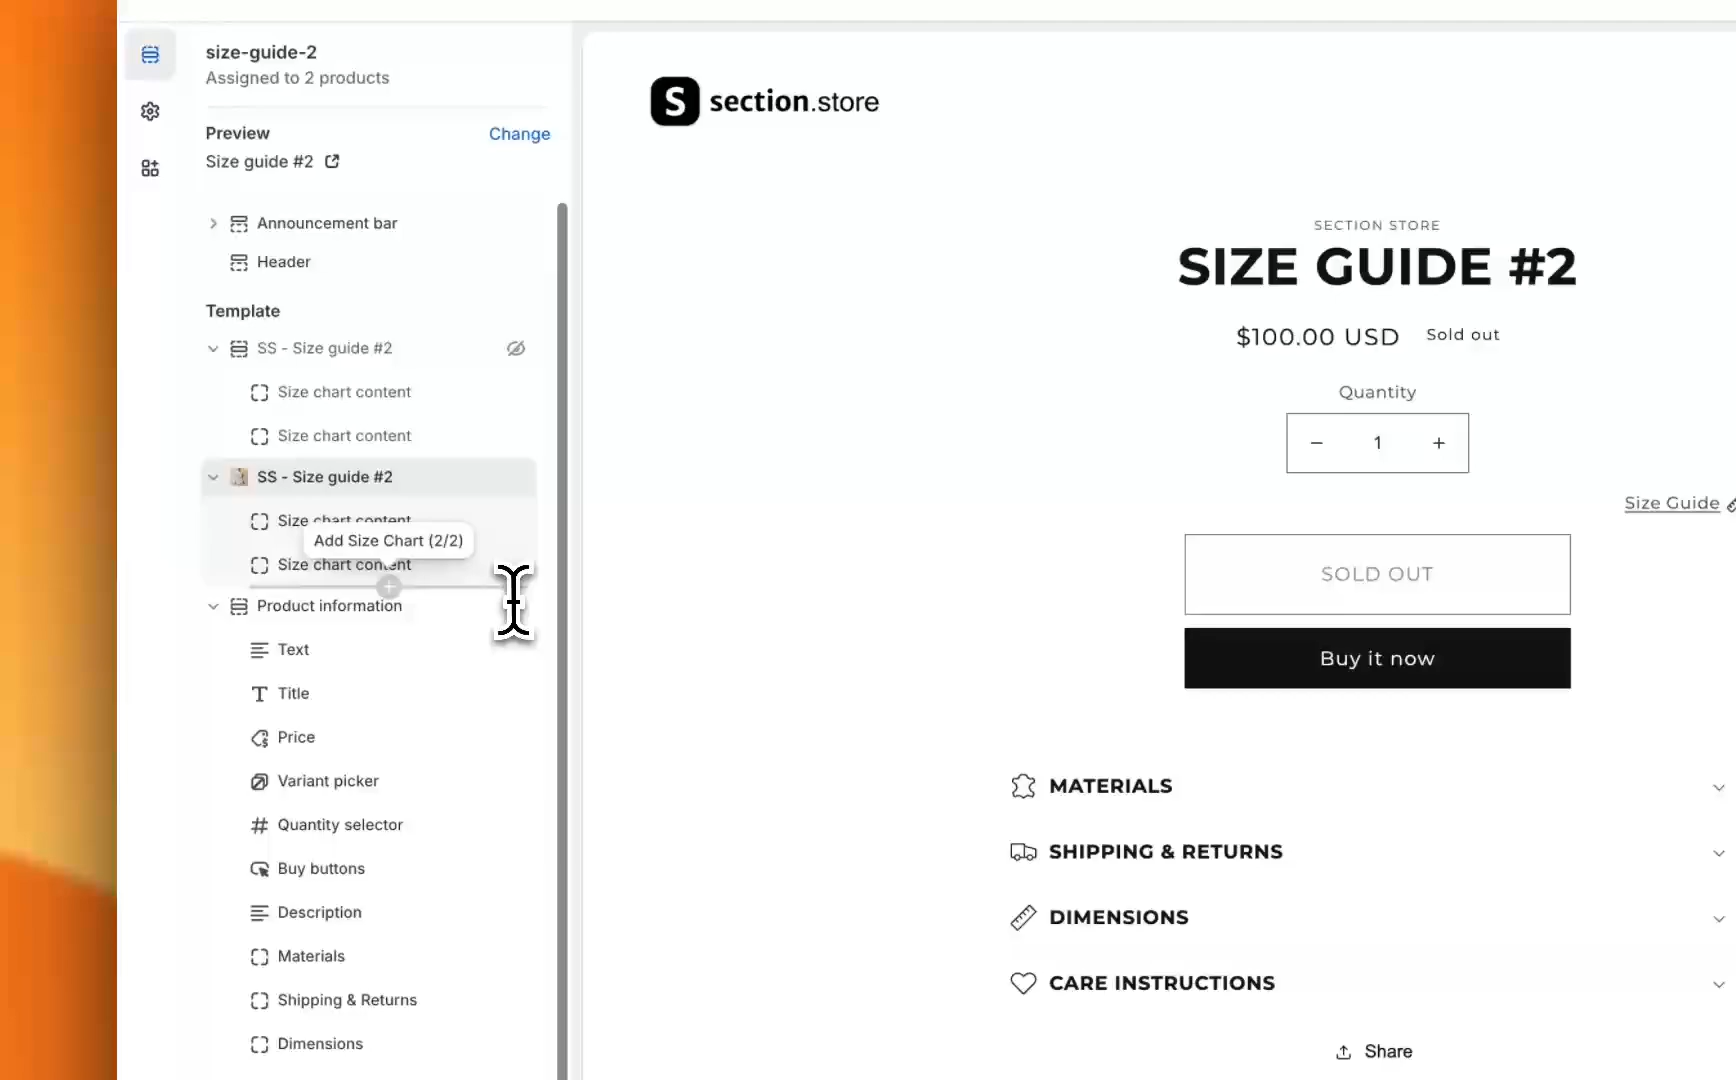 size-guide-2
Assigned to 2 products
Preview
Change
Size guide #2
Announcement bar
Header
Template
SS - Size guide #2
Size chart content
Size chart content
SS - Size guide #2
Size chart content
Add Size Chart (2/2)
Size chart content
Product information
Text
Title
Price
Variant picker
Quantity selector
Buy buttons
Description
Materials
Shipping & Returns
Dimensions
S section.store
SECTION STORE
SIZE GUIDE #2
$100.00 USD Sold out
Quantity
− 1 +
Size Guide
SOLD OUT
Buy it now
MATERIALS
SHIPPING & RETURNS
DIMENSIONS
CARE INSTRUCTIONS
Share